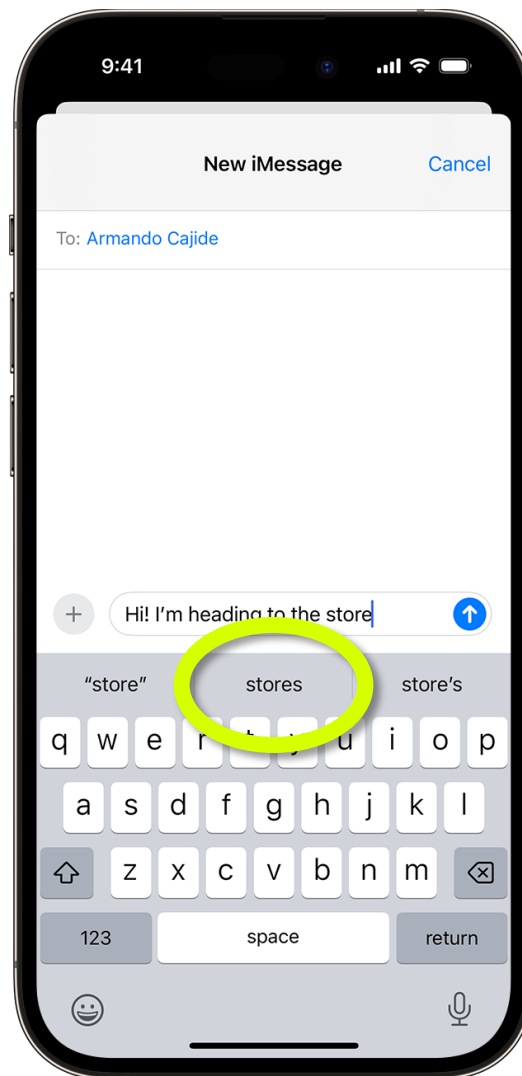 9:41
New iMessage Cancel
To: Armando Cajide
Hi! I'm heading to the store
“store” stores store's
q w e r t y u i o p
a s d f g h j k l
z x c v b n m
123 space return